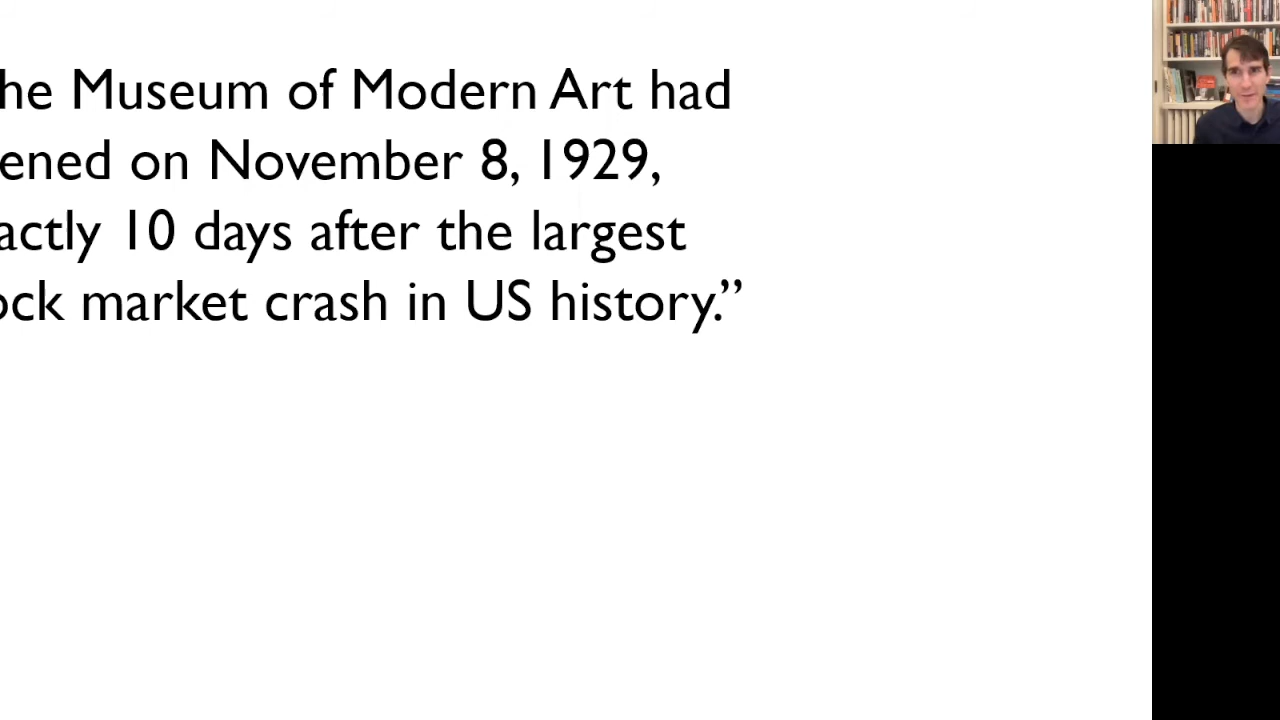 he Museum of Modern Art had
ened on November 8, 1929,
actly 10 days after the largest
ock market crash in US history.”